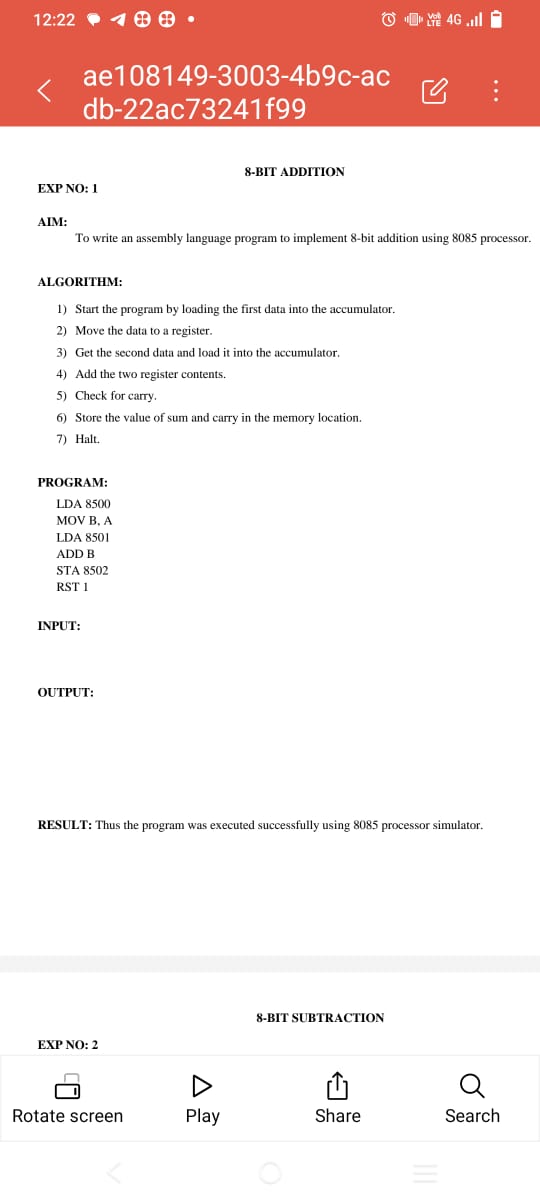 12:22
Vo) LTE 4G
ae108149-3003-4b9c-ac
db-22ac73241f99
8-BIT ADDITION
EXP NO: 1
AIM:
To write an assembly language program to implement 8-bit addition using 8085 processor.
ALGORITHM:
1) Start the program by loading the first data into the accumulator.
2) Move the data to a register.
3) Get the second data and load it into the accumulator.
4) Add the two register contents.
5) Check for carry.
6) Store the value of sum and carry in the memory location.
7) Halt.
PROGRAM:
LDA 8500
MOV B, A
LDA 8501
ADD B
STA 8502
RST 1
INPUT:
OUTPUT:
RESULT: Thus the program was executed successfully using 8085 processor simulator.
8-BIT SUBTRACTION
EXP NO: 2
Rotate screen
Play
Share
Search